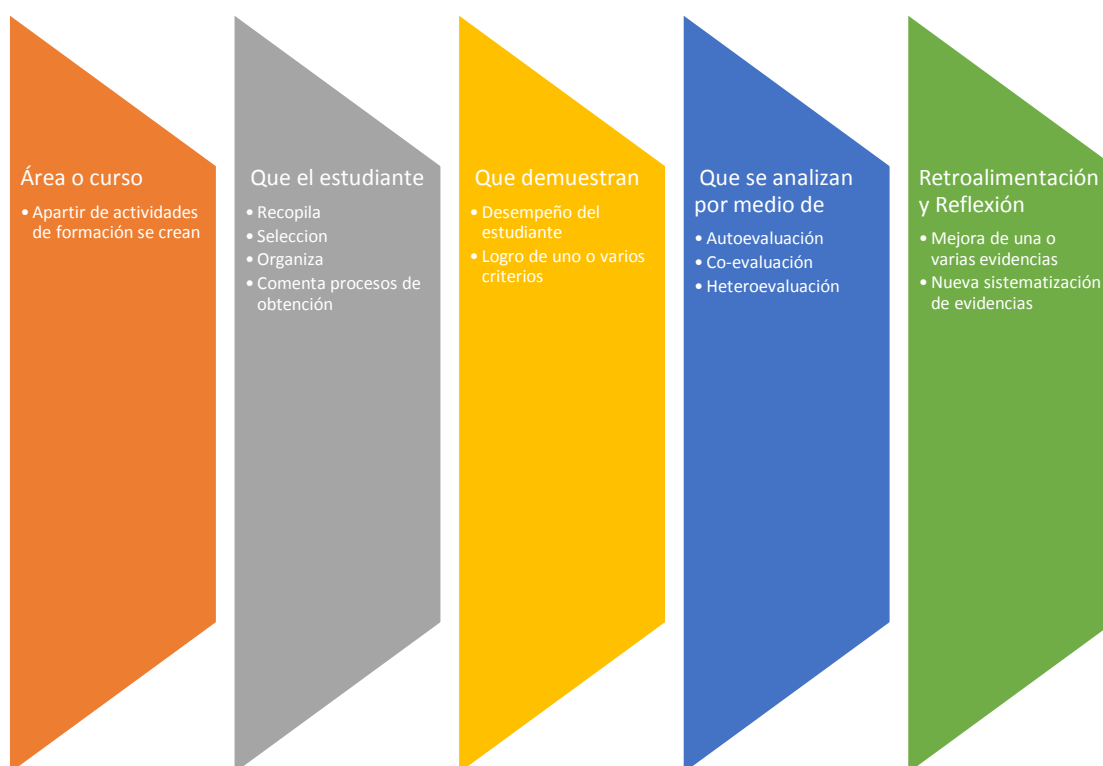 Área o curso
• Apartir de actividades
de formación se crean
Que el estudiante
• Recopila
• Seleccion
• Organiza
• Comenta procesos de
obtención
Que demuestran
• Desempeño del
estudiante
• Logro de uno o varios
criterios
Que se analizan
por medio de
• Autoevaluación
• Co-evaluación
• Heteroevaluación
Retroalimentación
y Reflexión
• Mejora de una o
varias evidencias
• Nueva sistematización
de evidencias